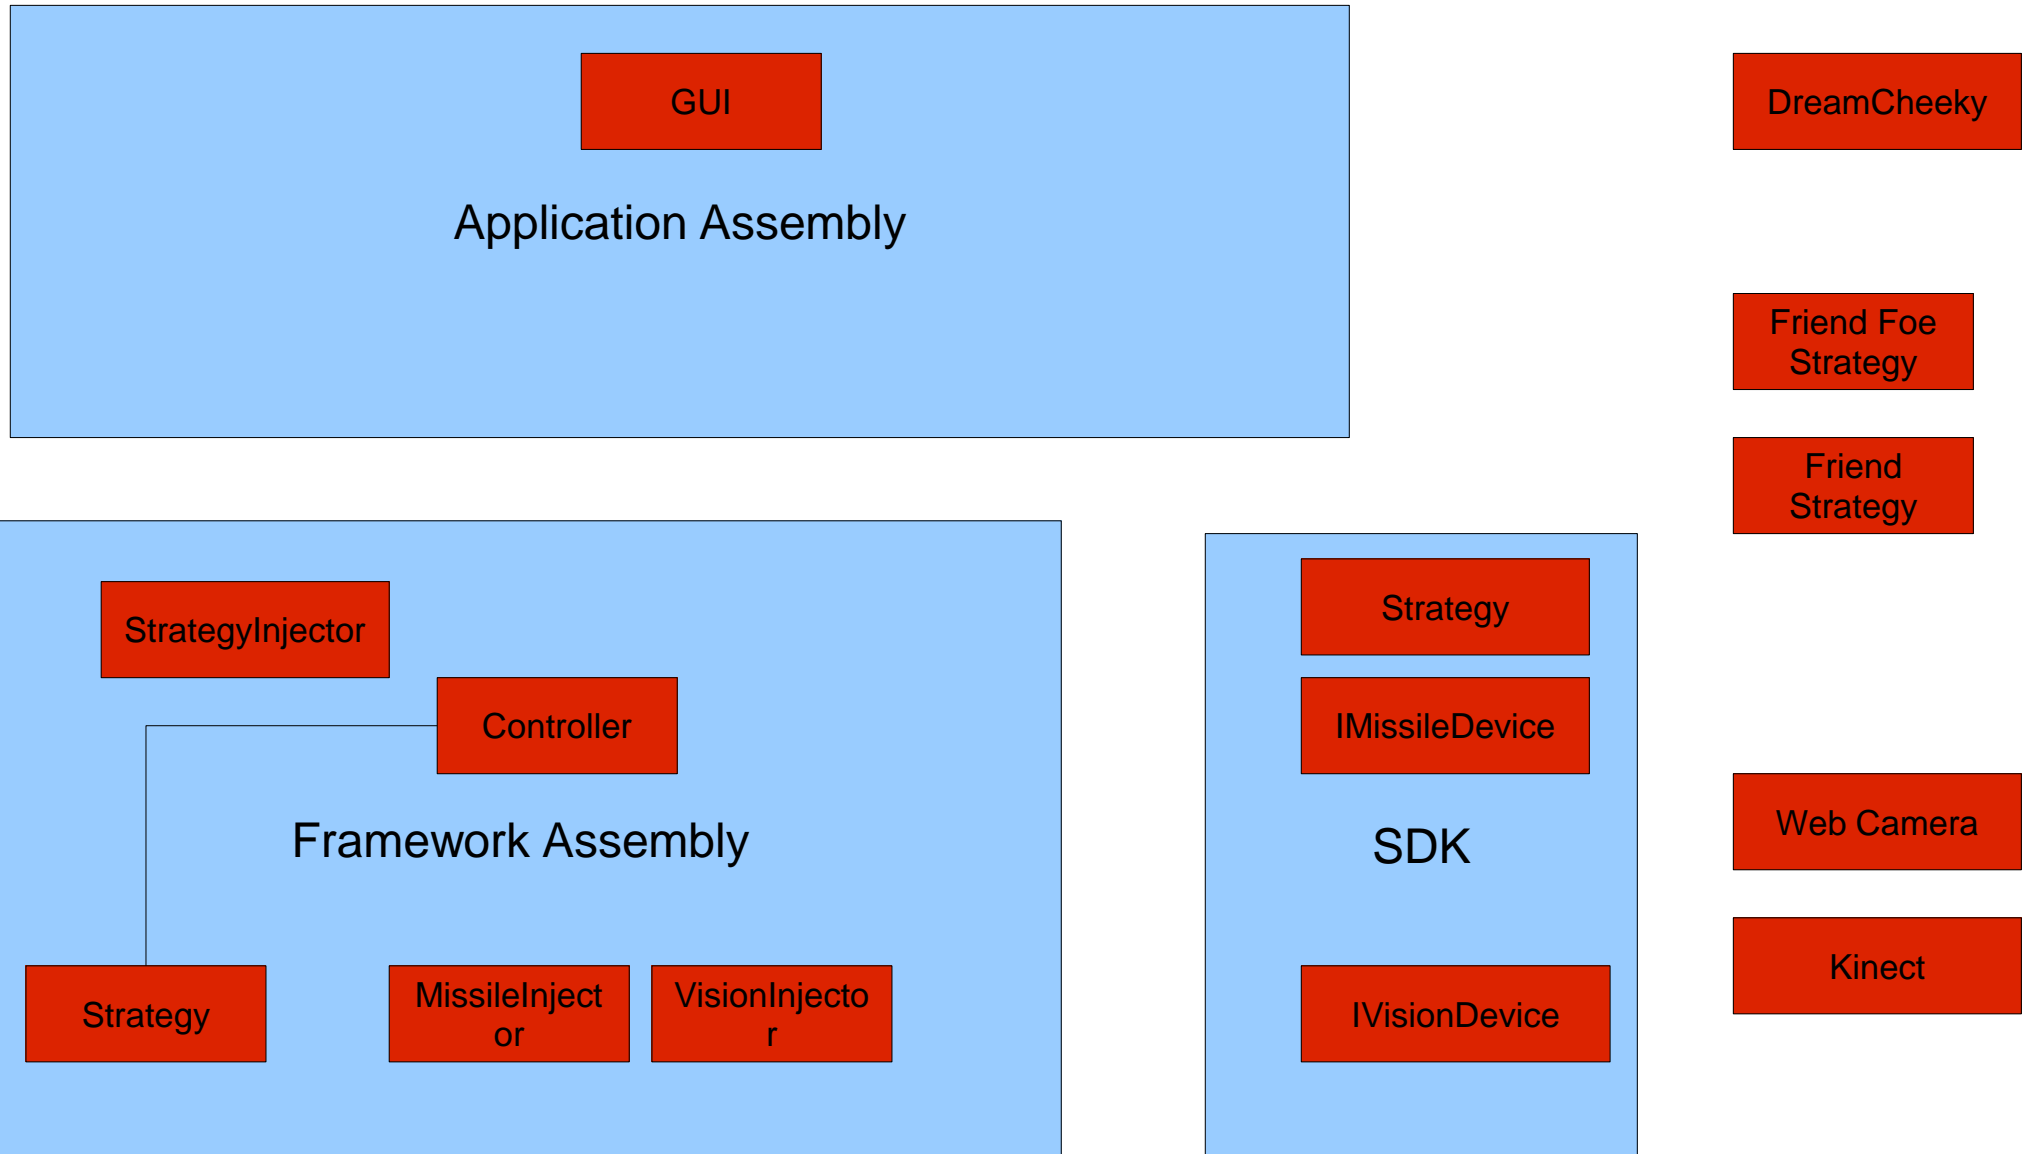 GUI
Application Assembly
DreamCheeky
Friend Foe
Strategy
Friend
Strategy
StrategyInjector
Controller
Framework Assembly
Strategy
MissileInject
or
VisionInjecto
r
Strategy
IMissileDevice
SDK
IVisionDevice
Web Camera
Kinect